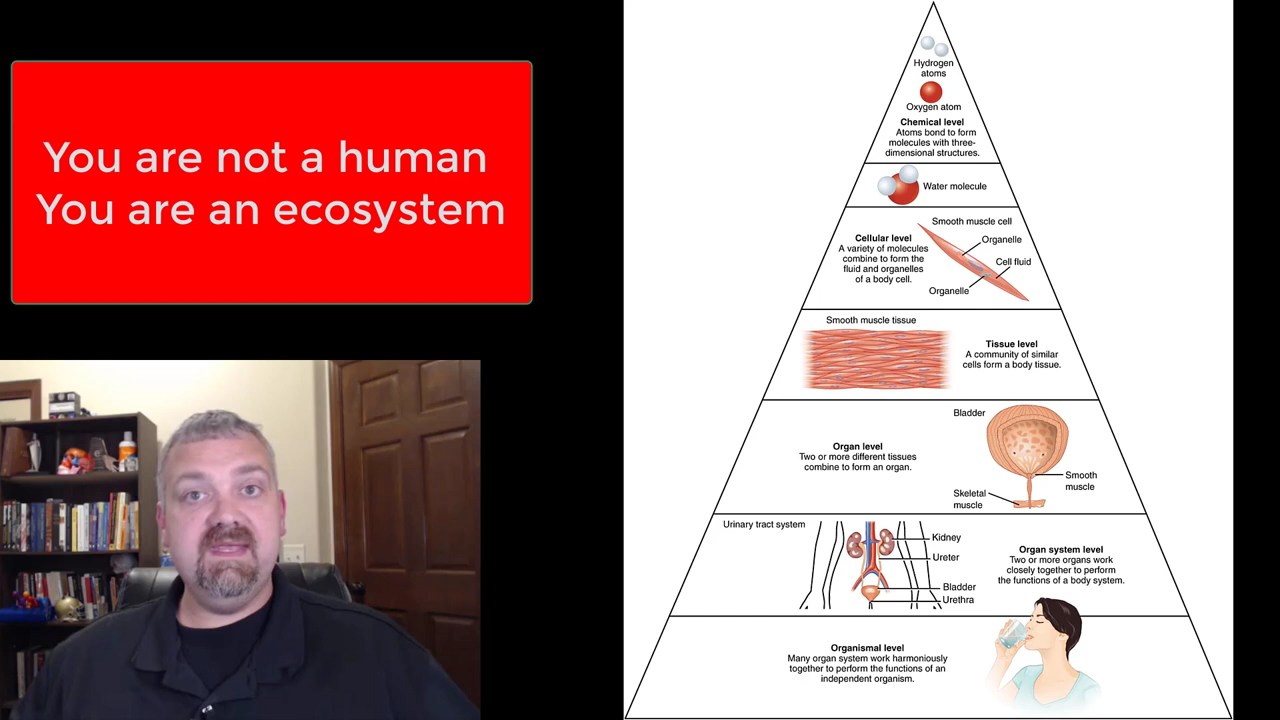 You are not a human
You are an ecosystem
Hydrogen
atoms
Oxygen atom
Chemical level
Atoms bond to form
molecules with three-
dimensional structures.
Water molecule
Smooth muscle cell
Cellular level
A variety of molecules
combine to form the
fluid and organelles
of a body cell.
Organelle
Cell fluid
Organelle
Smooth muscle tissue
Tissue level
A community of similar
cells form a body tissue.
Bladder
Organ level
Two or more different tissues
combine to form an organ.
Smooth
muscle
Skeletal
muscle
Urinary tract system
Kidney
Ureter
Bladder
Urethra
Organ system level
Two or more organs work
closely together to perform
the functions of a body system.
Organismal level
Many organ system work harmoniously
together to perform the functions of an
independent organism.